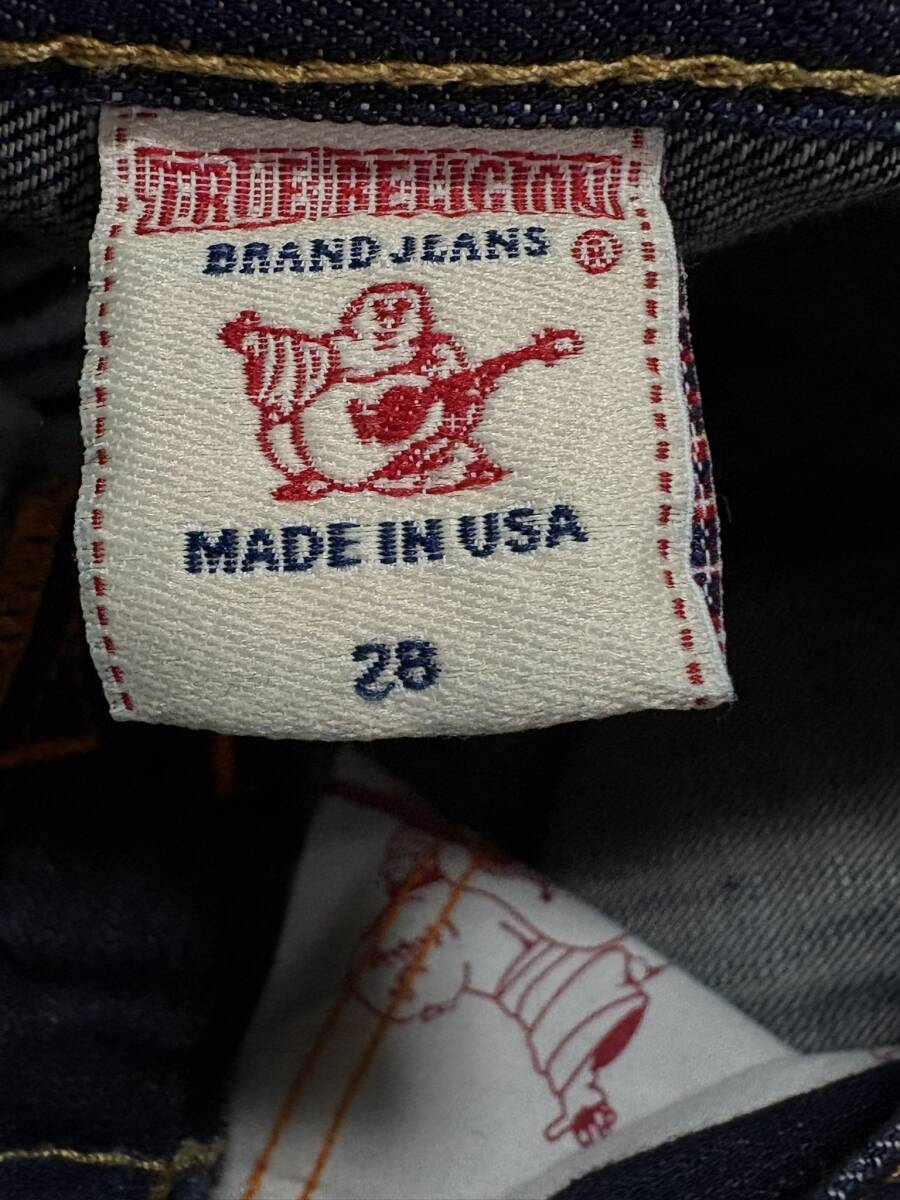 TRUE RELIGION
BRAND JEANS ®
MADE IN USA
28